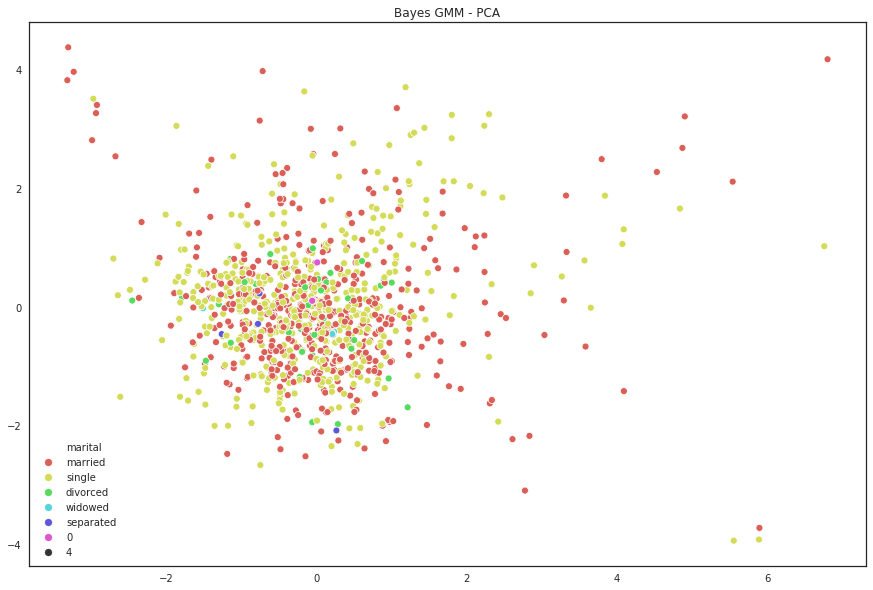 Bayes GMM - PCA
4
2
0
−2
−4
marital
married
single
divorced
widowed
separated
0
4
−2
0
2
4
6